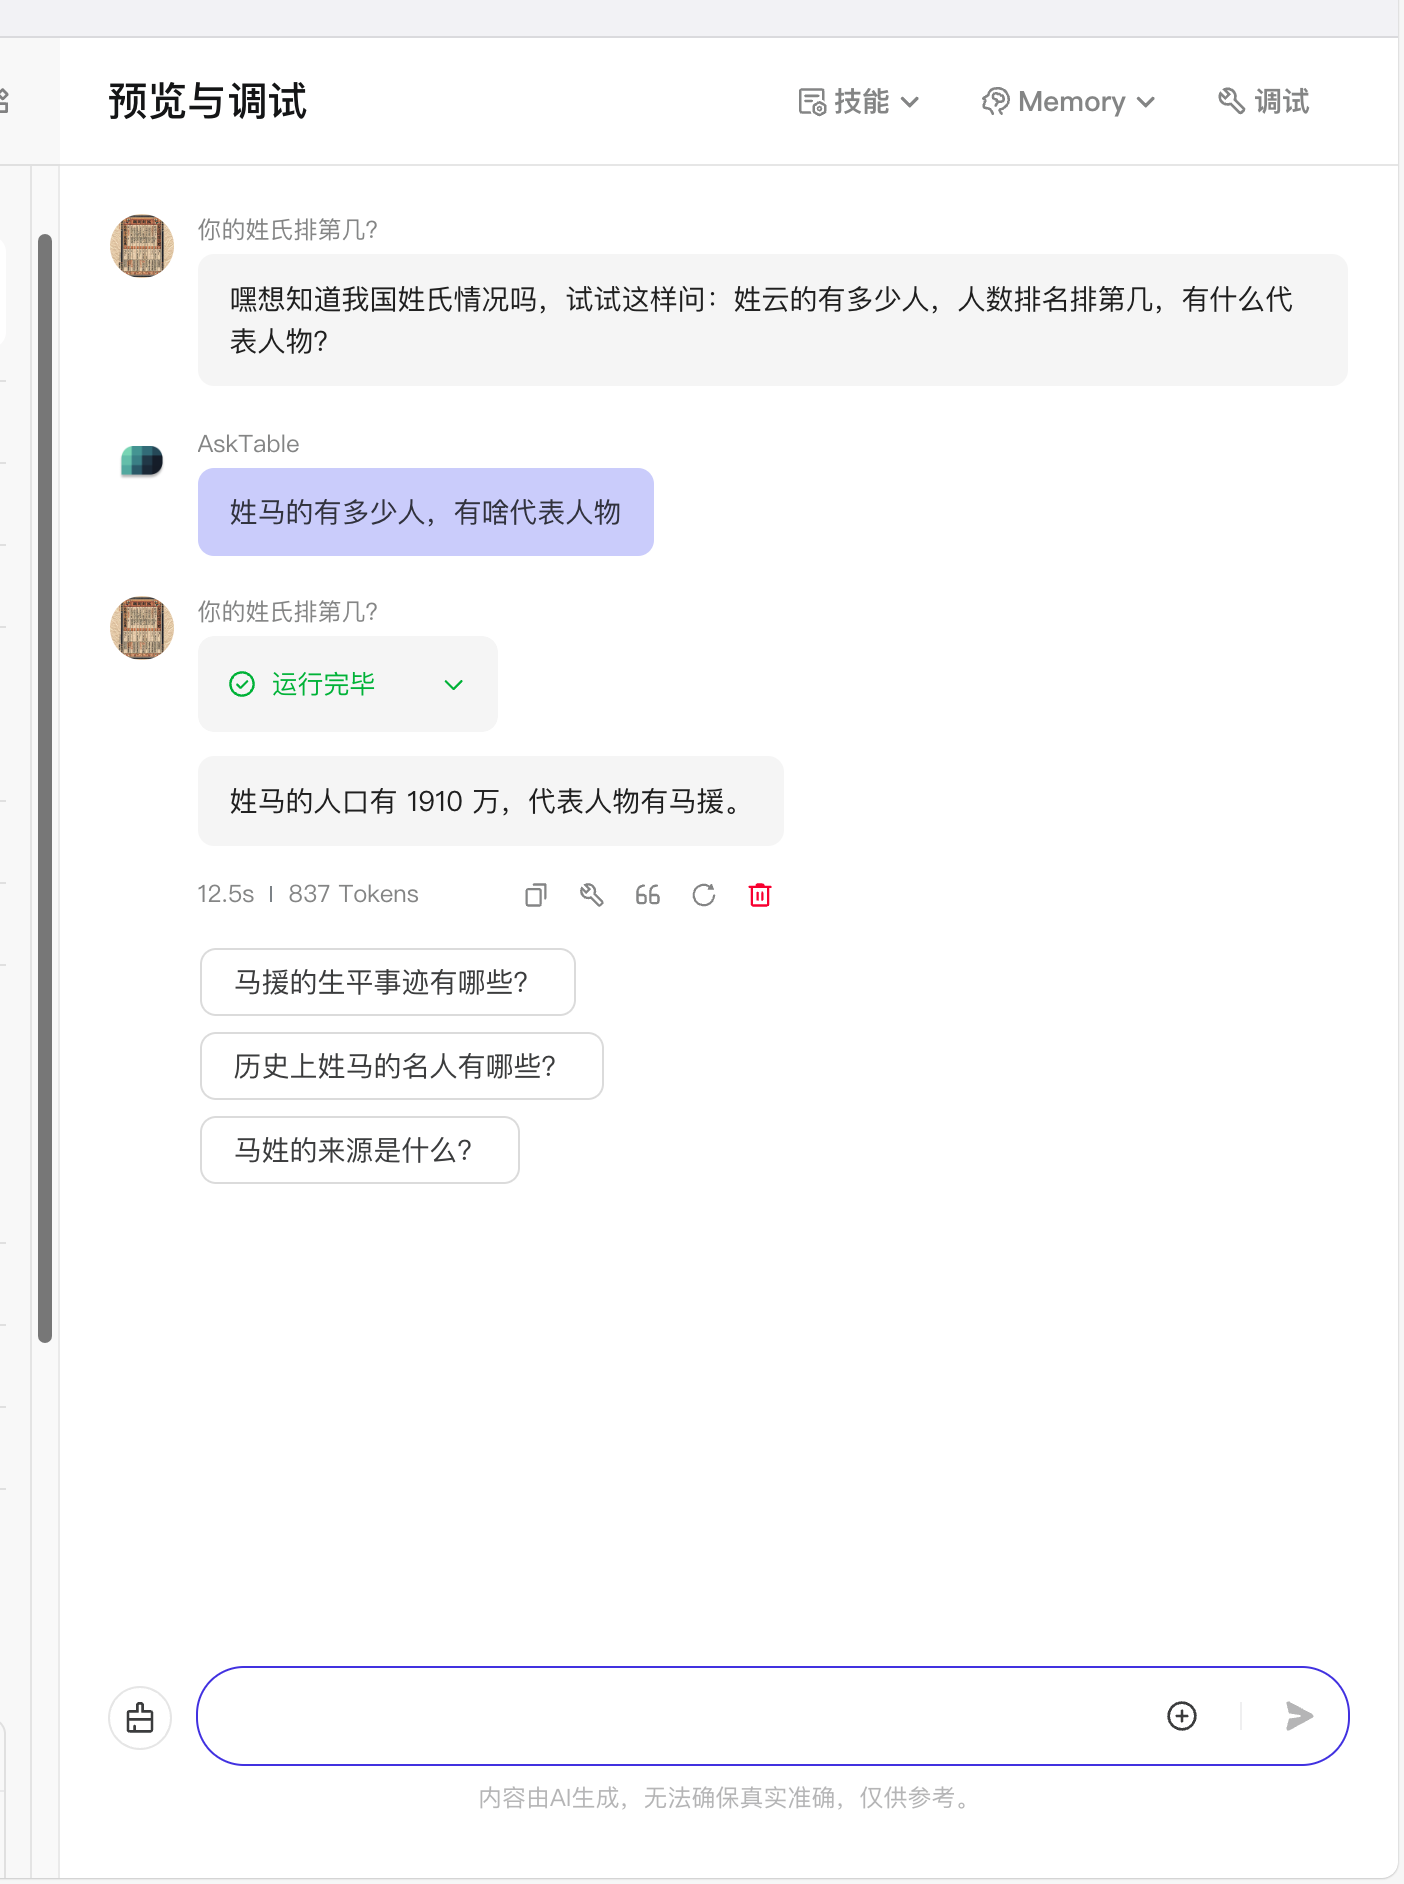 预览与调试
技能
Memory
调试
你的姓氏排第几?
嘿想知道我国姓氏情况吗，试试这样问：姓云的有多少人，人数排名排第几，有什么代
表人物?
AskTable
姓马的有多少人，有啥代表人物
你的姓氏排第几?
运行完毕
姓马的人口有 1910 万，代表人物有马援。
12.5s | 837 Tokens
马援的生平事迹有哪些?
历史上姓马的名人有哪些?
马姓的来源是什么?
内容由AI生成，无法确保真实准确，仅供参考。